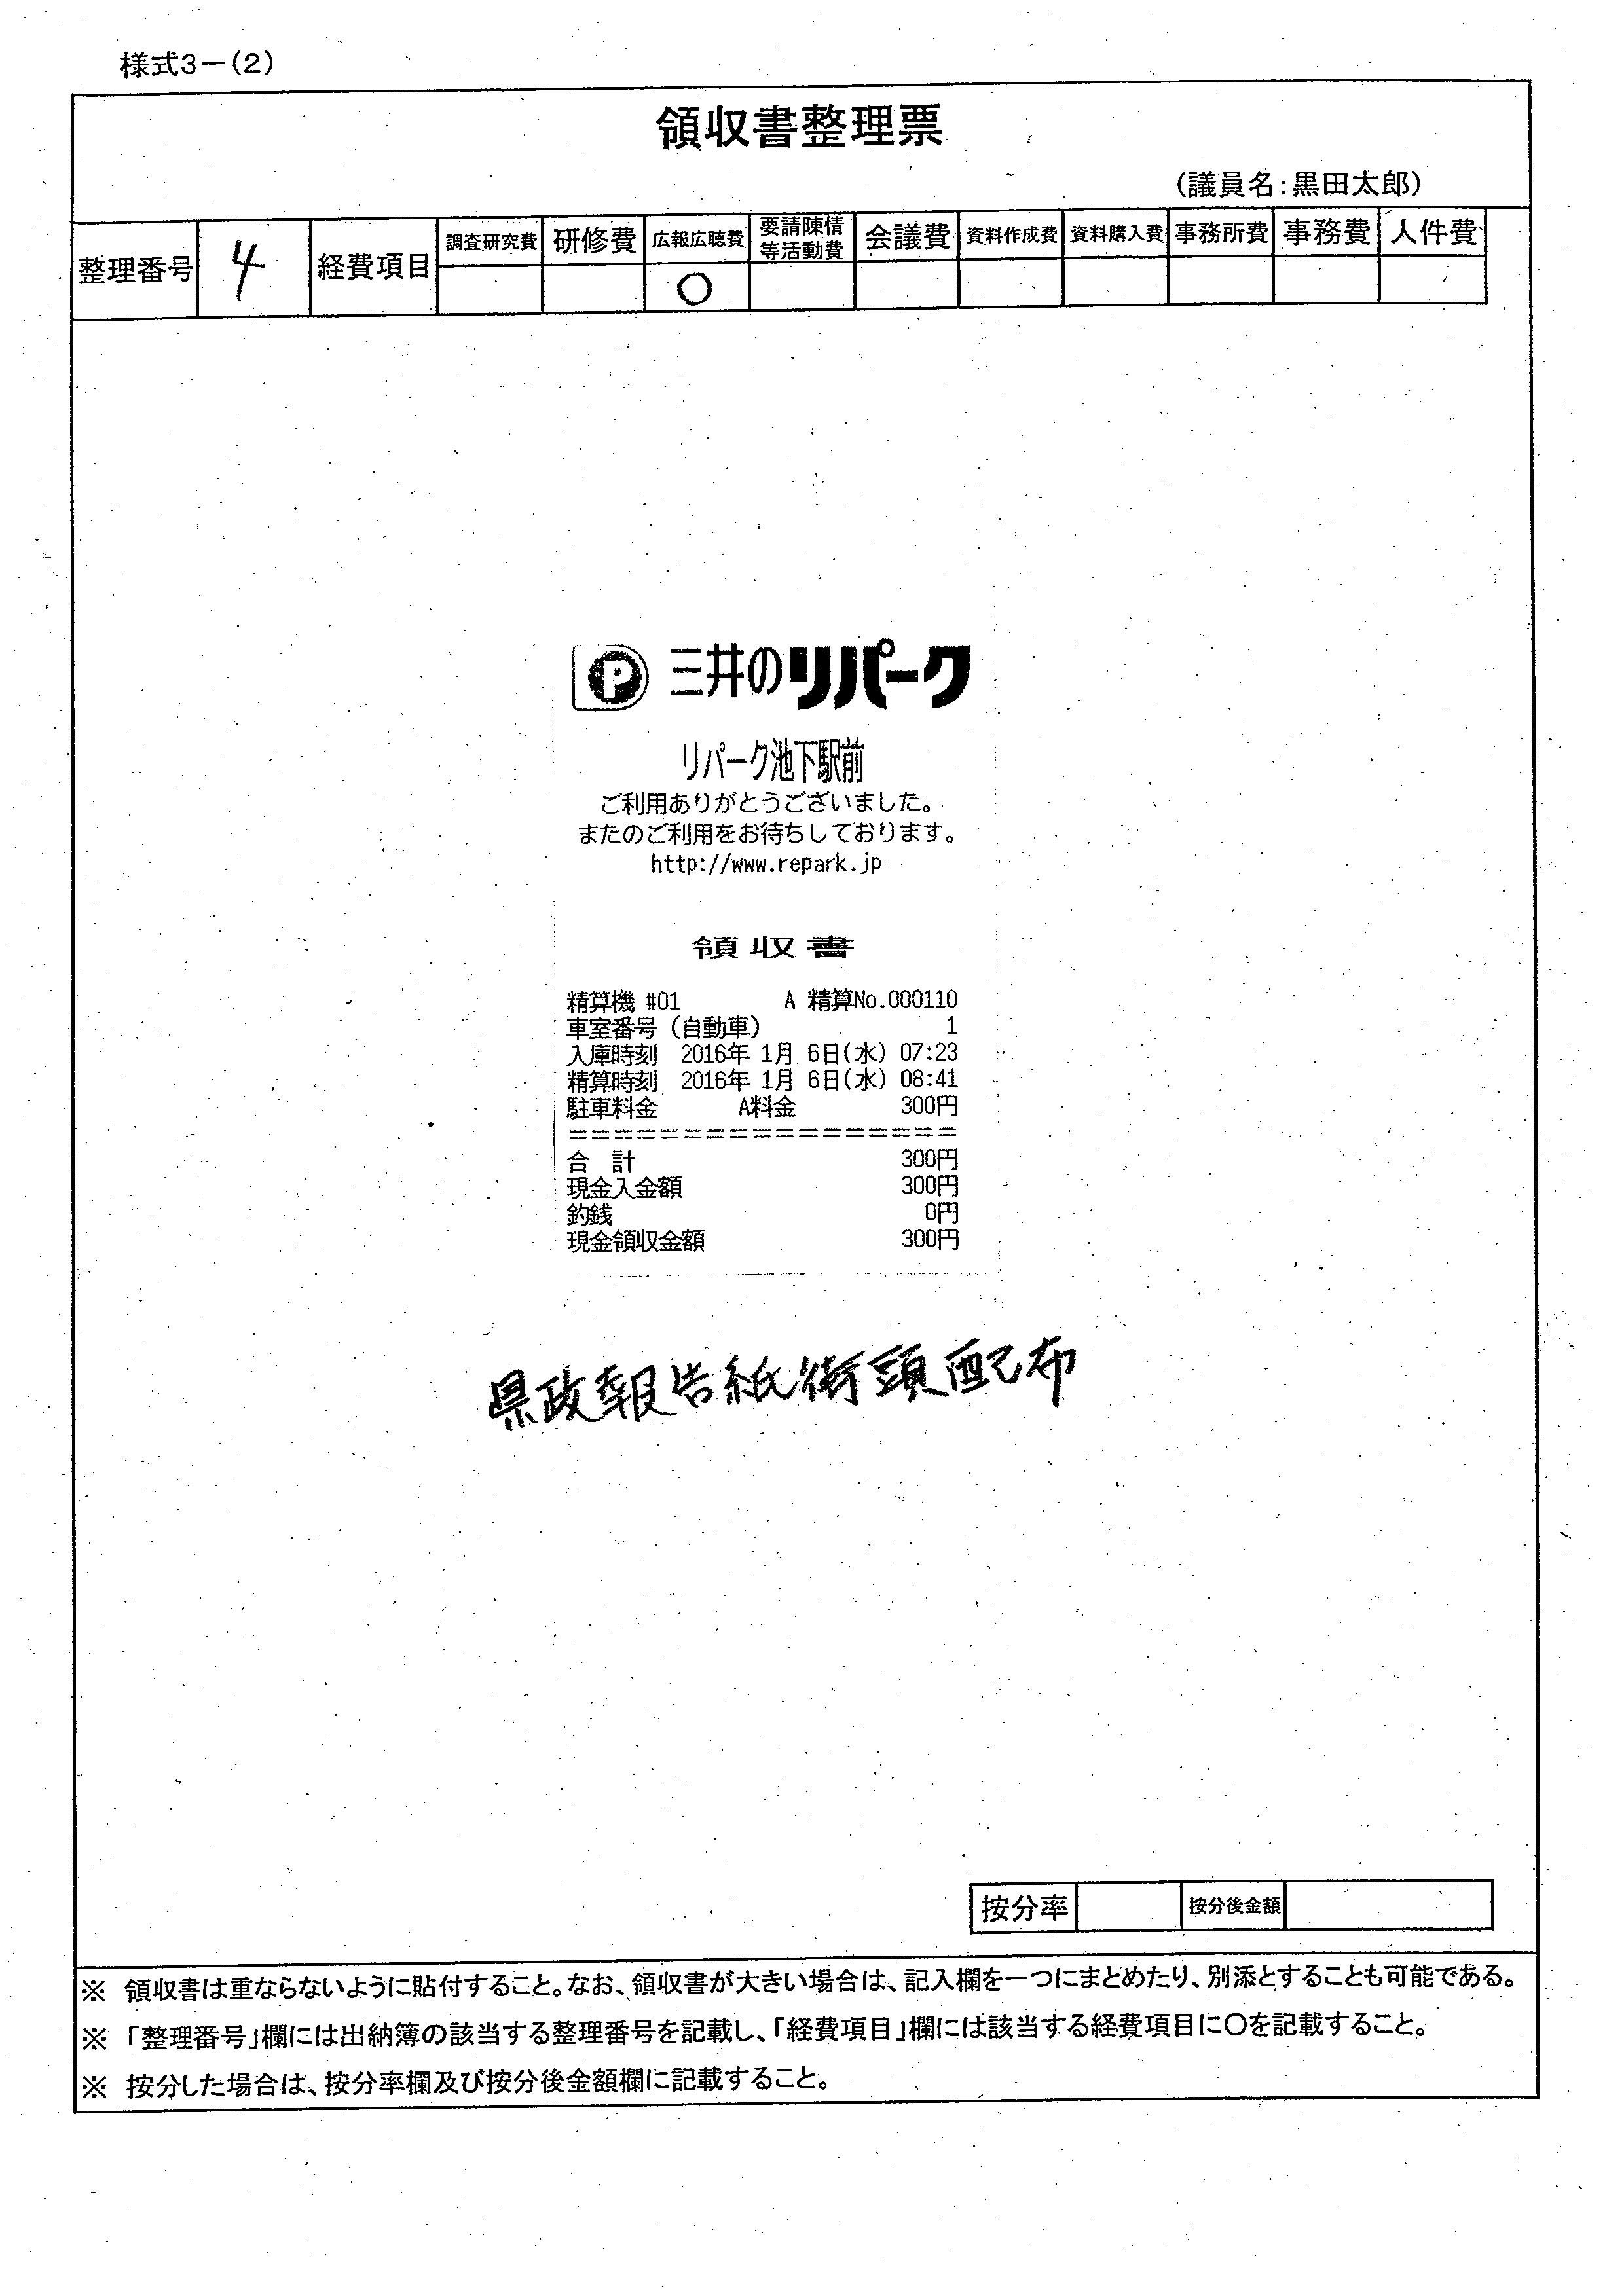 様式3－(2)
領収書整理票
(議員名:黒田太郎)
整理番号 4 経費項目 調査研究費 研修費 広報広聴費 要請陳情等活動費 会議費 資料作成費 資料購入費 事務所費 事務費 人件費
○
P 三井のリパーク
リパーク池下駅前
ご利用ありがとうございました。
またのご利用をお待ちしております。
http://www.repark.jp
領収書
精算機 #01 A 精算No.000110
車室番号（自動車） 1
入庫時刻 2016年 1月 6日(水) 07:23
精算時刻 2016年 1月 6日(水) 08:41
駐車料金 A料金 300円
=================
合 計 300円
現金入金額 300円
釣銭 0円
現金領収金額 300円
県政報告紙街頭配布
按分率 按分後金額
※ 領収書は重ならないように貼付すること。なお、領収書が大きい場合は、記入欄を一つにまとめたり、別添とすることも可能である。
※ 「整理番号」欄には出納簿の該当する整理番号を記載し、「経費項目」欄には該当する経費項目に○を記載すること。
※ 按分した場合は、按分率欄及び按分後金額欄に記載すること。